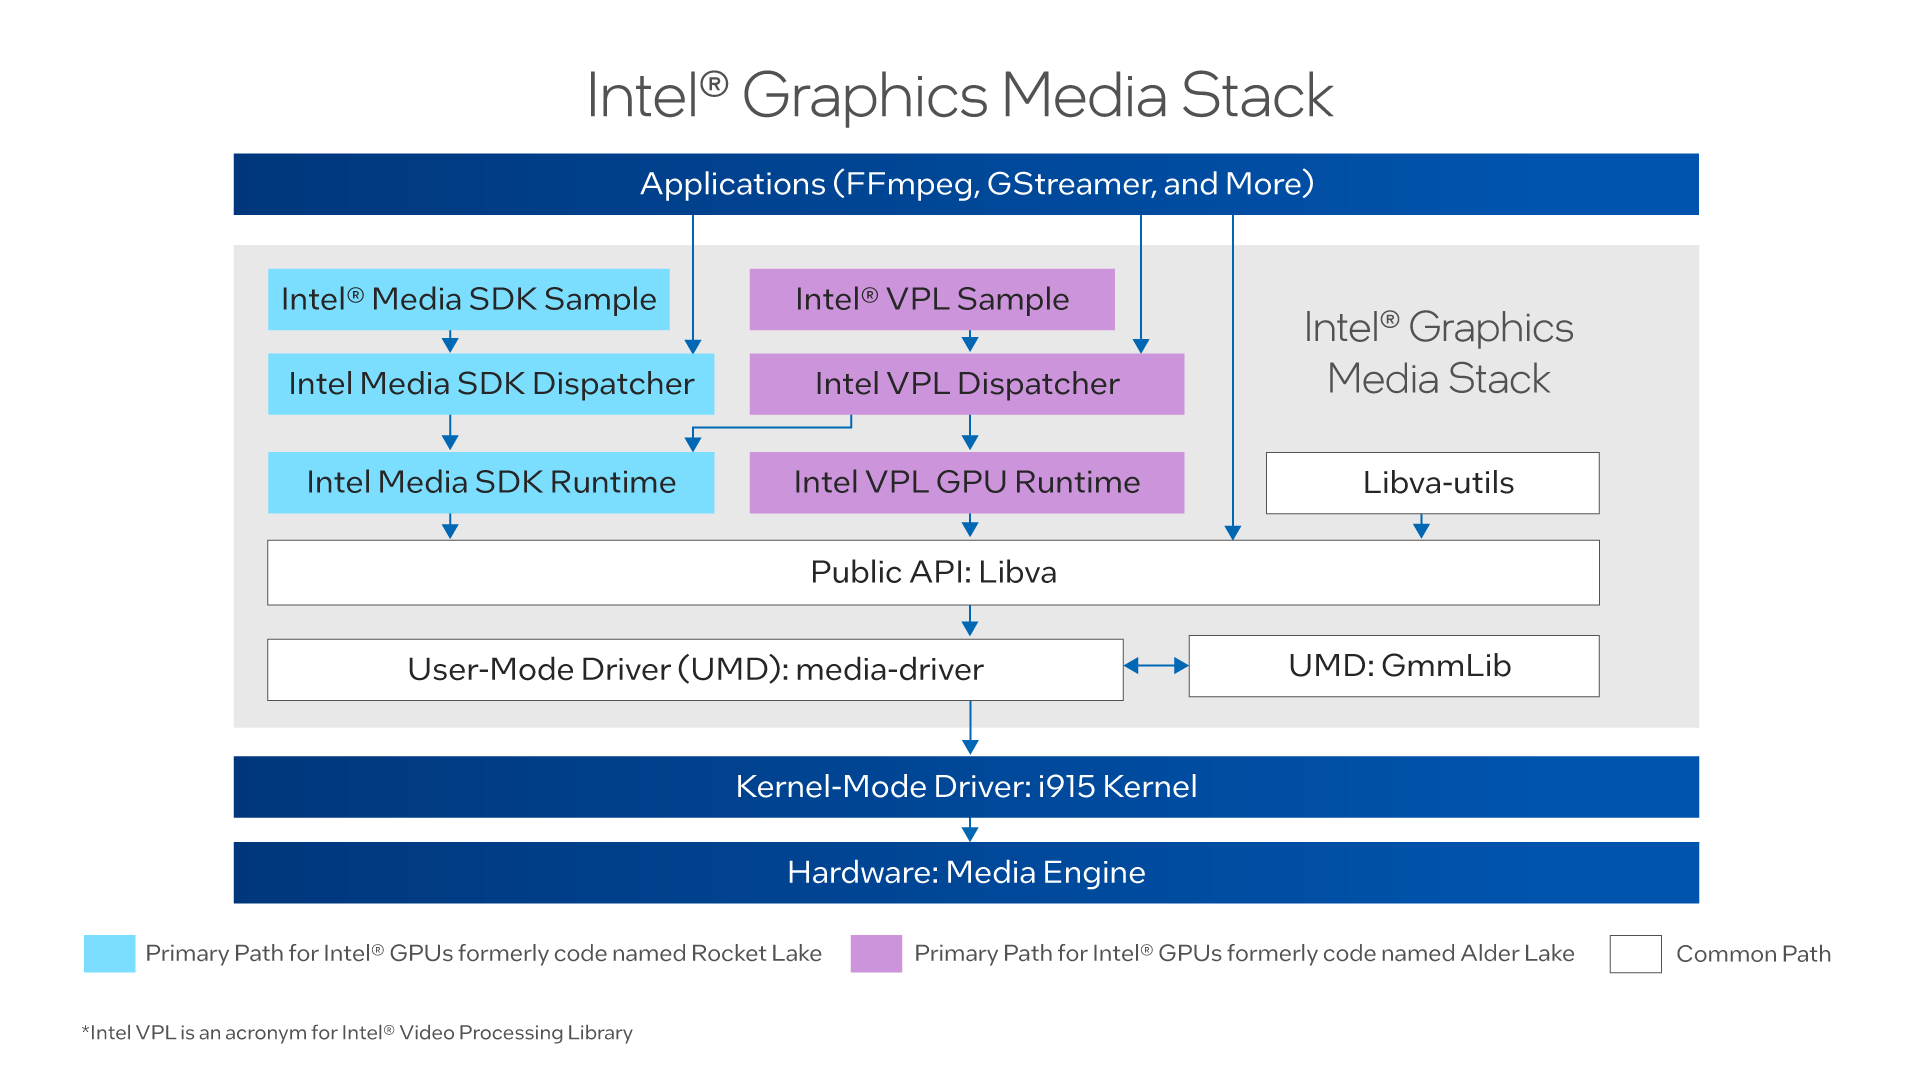 Intel® Graphics Media Stack
Applications (FFmpeg, GStreamer, and More)
Intel® Media SDK Sample
Intel® VPL Sample
Intel® Graphics
Media Stack
Intel Media SDK Dispatcher
Intel VPL Dispatcher
Intel Media SDK Runtime
Intel VPL GPU Runtime
Libva-utils
Public API: Libva
User-Mode Driver (UMD): media-driver
UMD: GmmLib
Kernel-Mode Driver: i915 Kernel
Hardware: Media Engine
Primary Path for Intel® GPUs formerly code named Rocket Lake
Primary Path for Intel® GPUs formerly code named Alder Lake
Common Path
*Intel VPL is an acronym for Intel® Video Processing Library